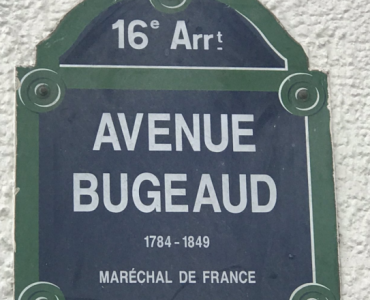 16e Arrt
AVENUE
BUGEAUD
1784 - 1849
MARÉCHAL DE FRANCE